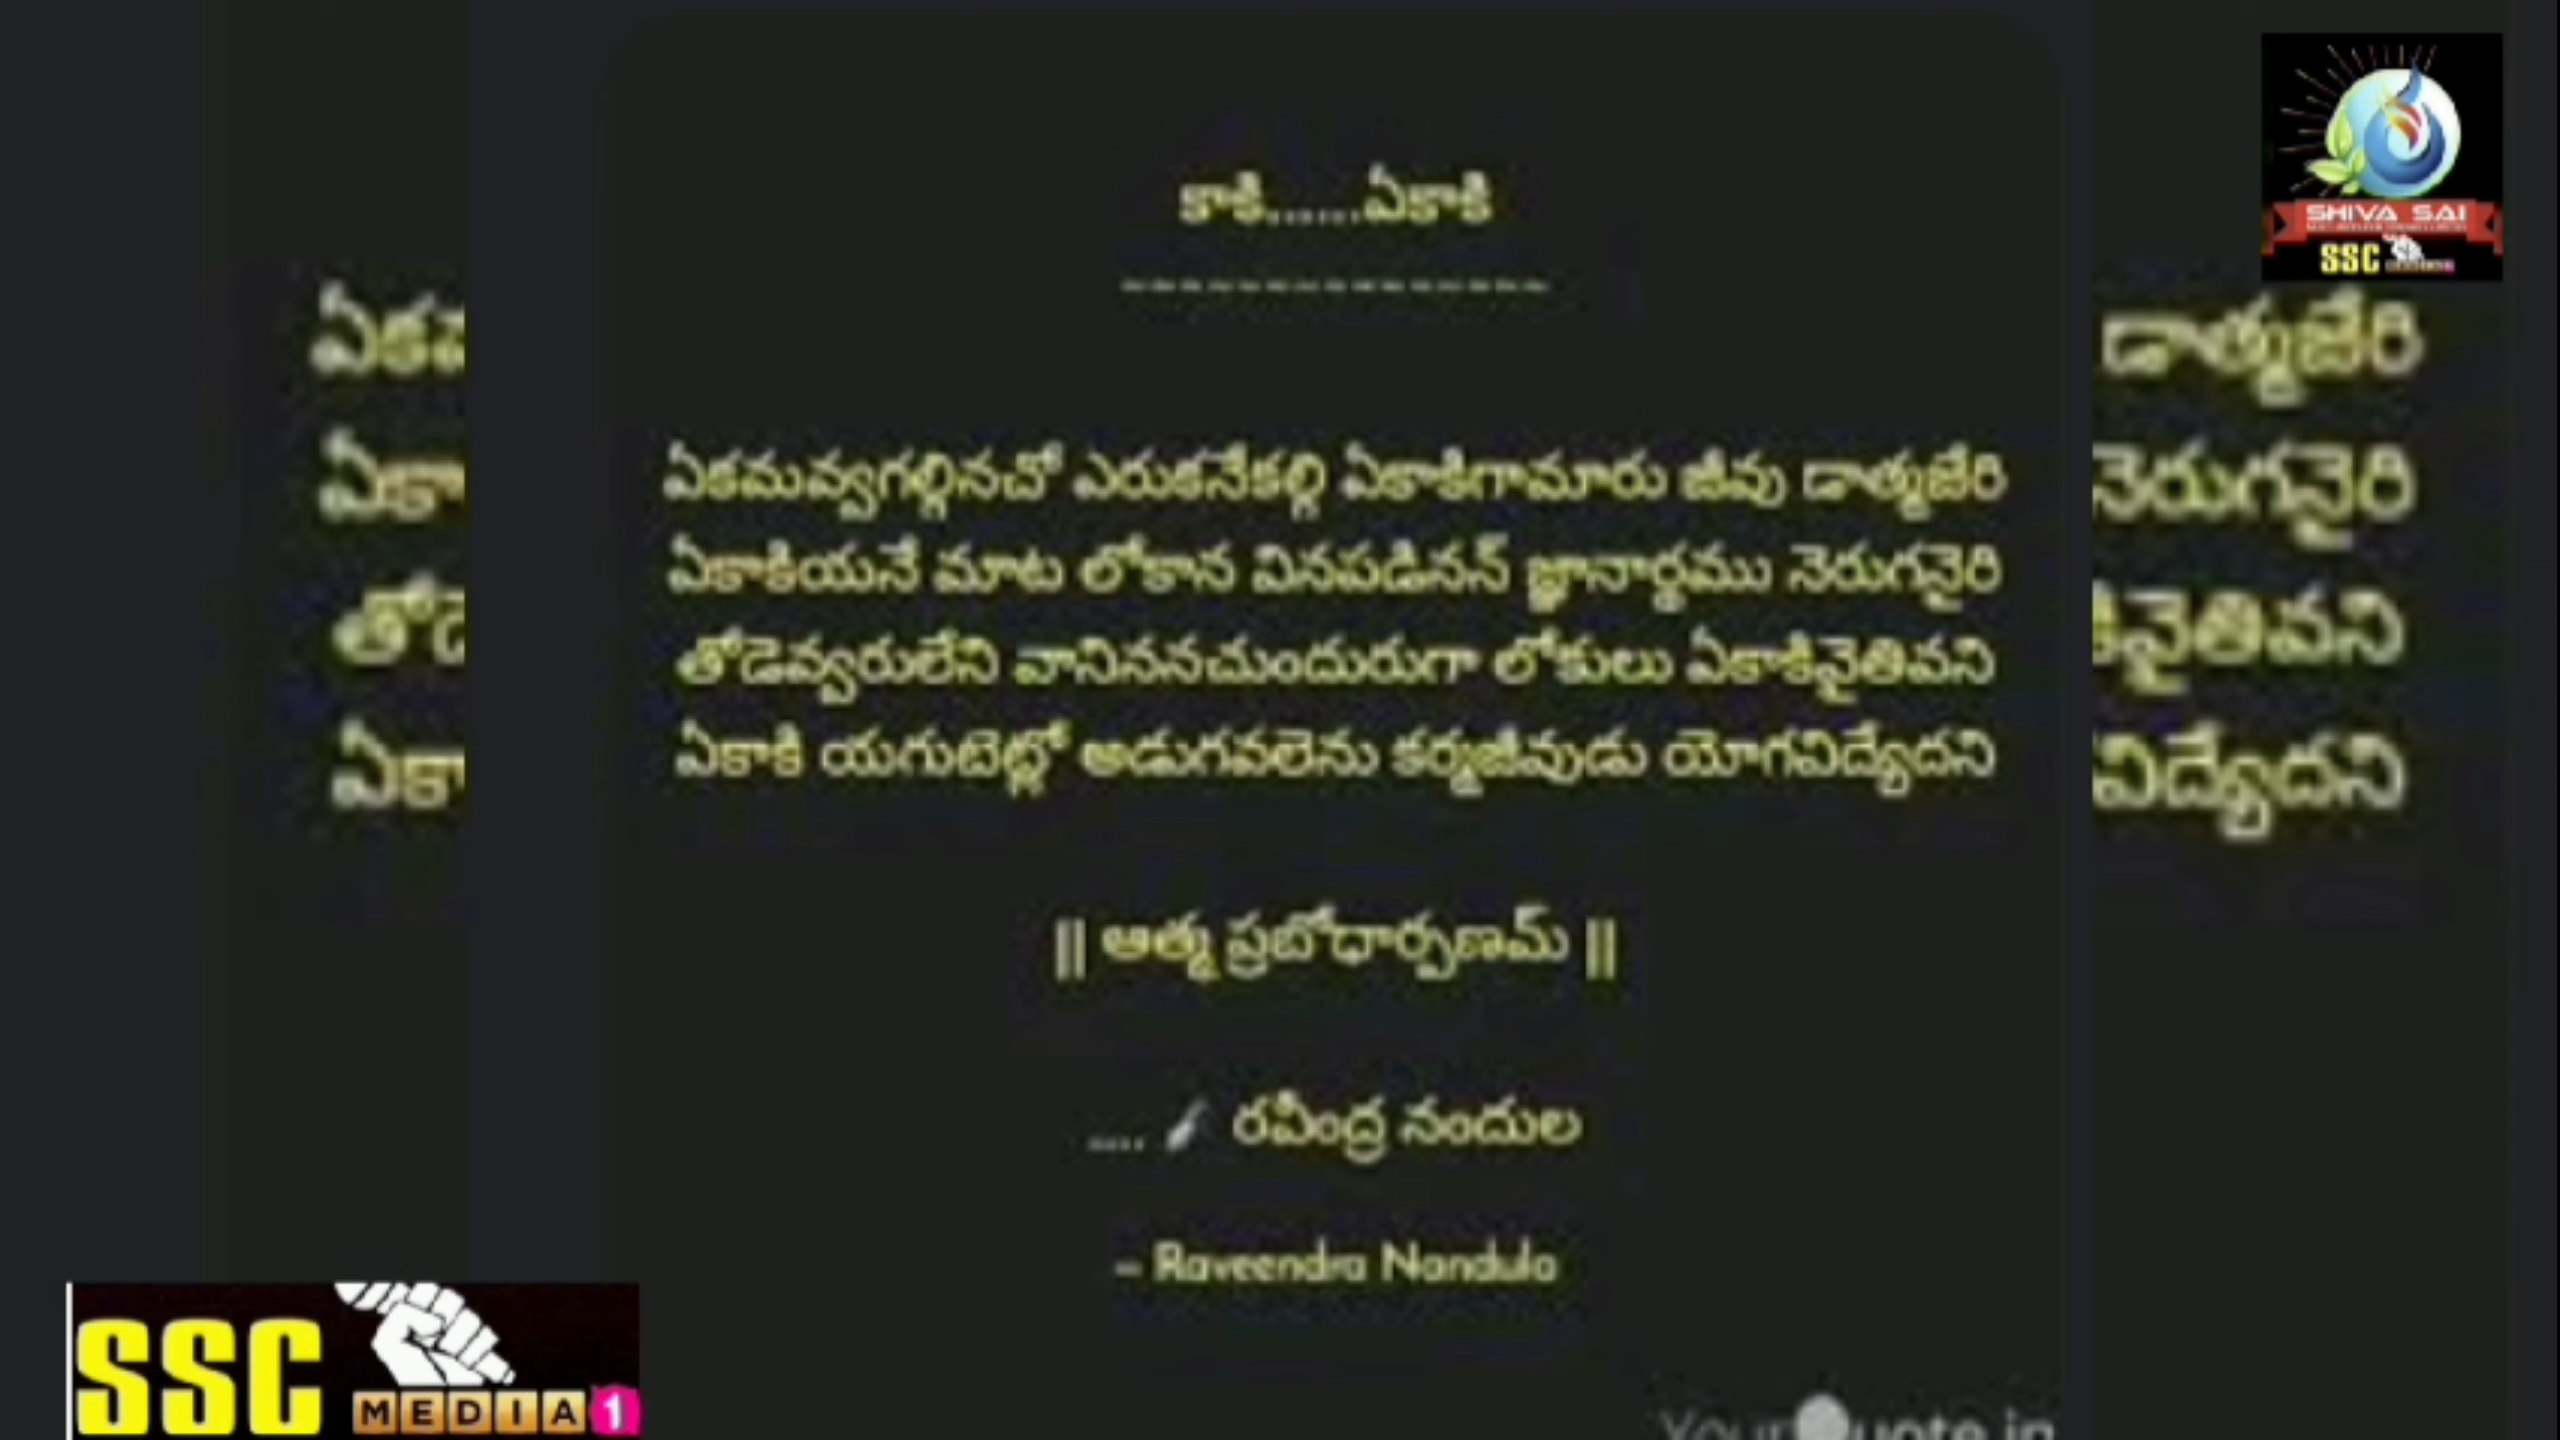 కాకి.......ఏకాకి
----------------
ఏకమవ్వగల్గినచో ఎరుకనేకల్గి ఏకాకిగామారు జీవు డాత్మజేరి
ఏకాకియనే మాట లోకాన వినపడినన్ జ్ఞానార్థము నెరుగనైరి
తోడెవ్వరులేని వానిననచుందురుగా లోకులు ఏకాకినైతివని
ఏకాకి యగుటెట్లో అడుగవలెను కర్మజీవుడు యోగవిద్యేదని
|| ఆత్మ ప్రబోధార్పణమ్ ||
.... రవీంద్ర నందుల
– Raveendra Nandula
SHIVA SAI
SSC
SSC
MEDIA 1